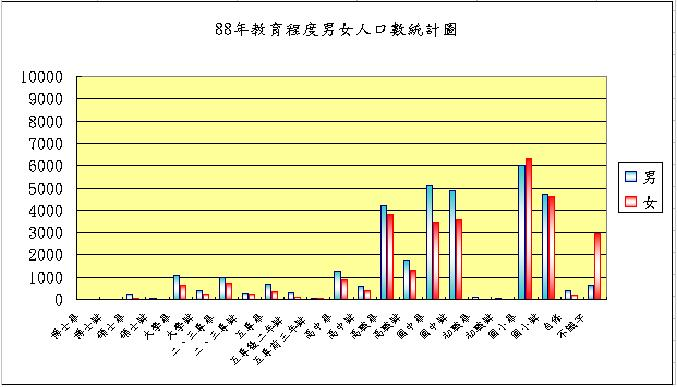 88年教育程度男女人口數統計圖
10000
9000
8000
7000
6000
5000
4000
3000
2000
1000
0
博士畢
博士肄
碩士畢
碩士肄
大學畢
大學肄
二、三專畢
二、三專肄
五專畢
五專後二年肄
五專前三年肄
高中畢
高中肄
高職畢
高職肄
國中畢
國中肄
初職畢
初職肄
國小畢
國小肄
自修
不識字
男
女